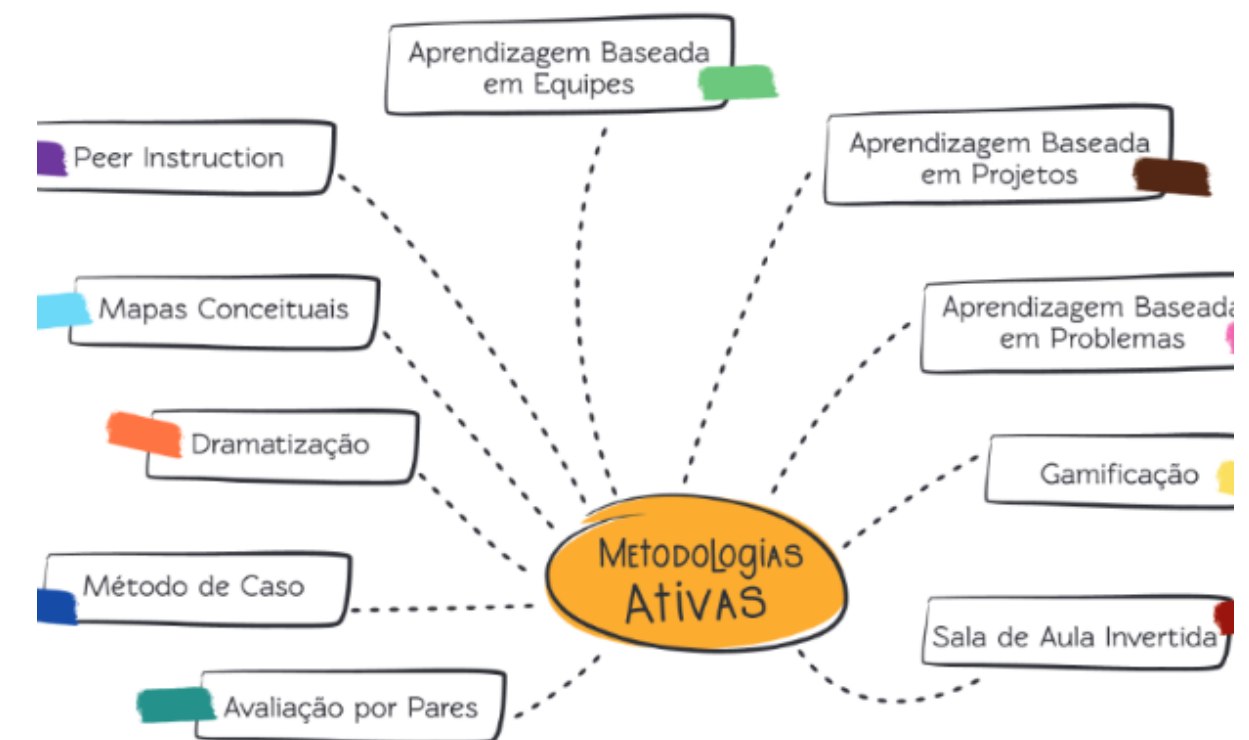 Aprendizagem Baseada
em Equipes
Peer Instruction
Aprendizagem Baseada
em Projetos
Mapas Conceituais
Aprendizagem Baseada
em Problemas
Dramatização
Gamificação
Metodologias
Ativas
Método de Caso
Sala de Aula Invertida
Avaliação por Pares